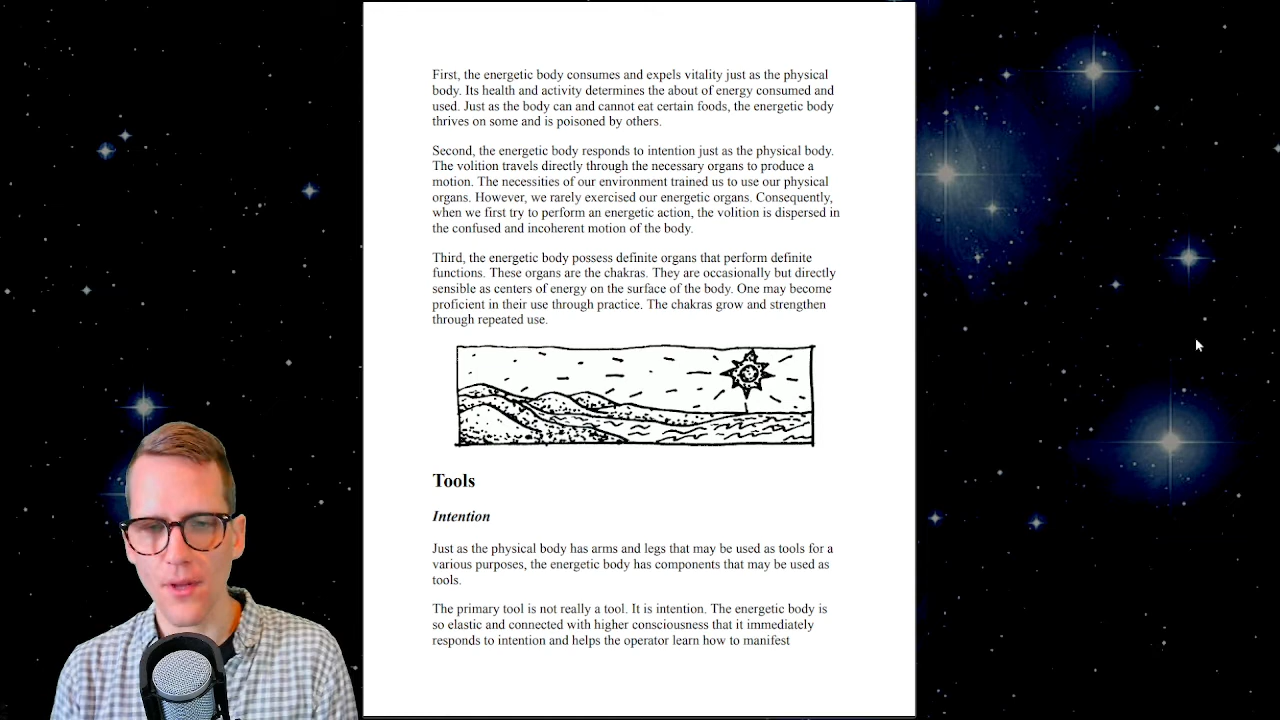 First, the energetic body consumes and expels vitality just as the physical
body. Its health and activity determines the about of energy consumed and
used. Just as the body can and cannot eat certain foods, the energetic body
thrives on some and is poisoned by others.
Second, the energetic body responds to intention just as the physical body.
The volition travels directly through the necessary organs to produce a
motion. The necessities of our environment trained us to use our physical
organs. However, we rarely exercised our energetic organs. Consequently,
when we first try to perform an energetic action, the volition is dispersed in
the confused and incoherent motion of the body.
Third, the energetic body possess definite organs that perform definite
functions. These organs are the chakras. They are occasionally but directly
sensible as centers of energy on the surface of the body. One may become
proficient in their use through practice. The chakras grow and strengthen
through repeated use.
Tools
Intention
Just as the physical body has arms and legs that may be used as tools for a
various purposes, the energetic body has components that may be used as
tools.
The primary tool is not really a tool. It is intention. The energetic body is
so elastic and connected with higher consciousness that it immediately
responds to intention and helps the operator learn how to manifest